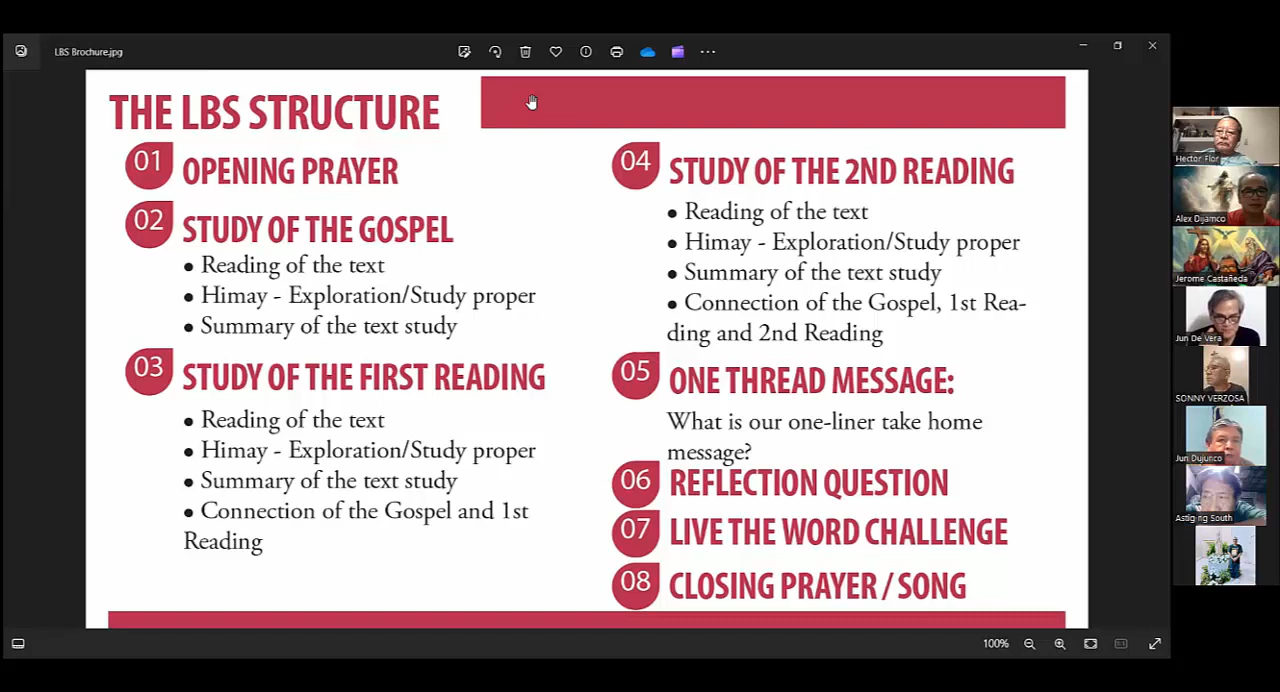 LBS Brochure.jpg
THE LBS STRUCTURE
01 OPENING PRAYER
02 STUDY OF THE GOSPEL
• Reading of the text
• Himay - Exploration/Study proper
• Summary of the text study
03 STUDY OF THE FIRST READING
• Reading of the text
• Himay - Exploration/Study proper
• Summary of the text study
• Connection of the Gospel and 1st
Reading
04 STUDY OF THE 2ND READING
• Reading of the text
• Himay - Exploration/Study proper
• Summary of the text study
• Connection of the Gospel, 1st Rea-
ding and 2nd Reading
05 ONE THREAD MESSAGE:
What is our one-liner take home
message?
06 REFLECTION QUESTION
07 LIVE THE WORD CHALLENGE
08 CLOSING PRAYER / SONG
100%
Hector Flor
Alex Dijamco
Jerome Castañeda
Jun De Vera
SONNY VERZOSA
Jun Dujunco
Astiging South